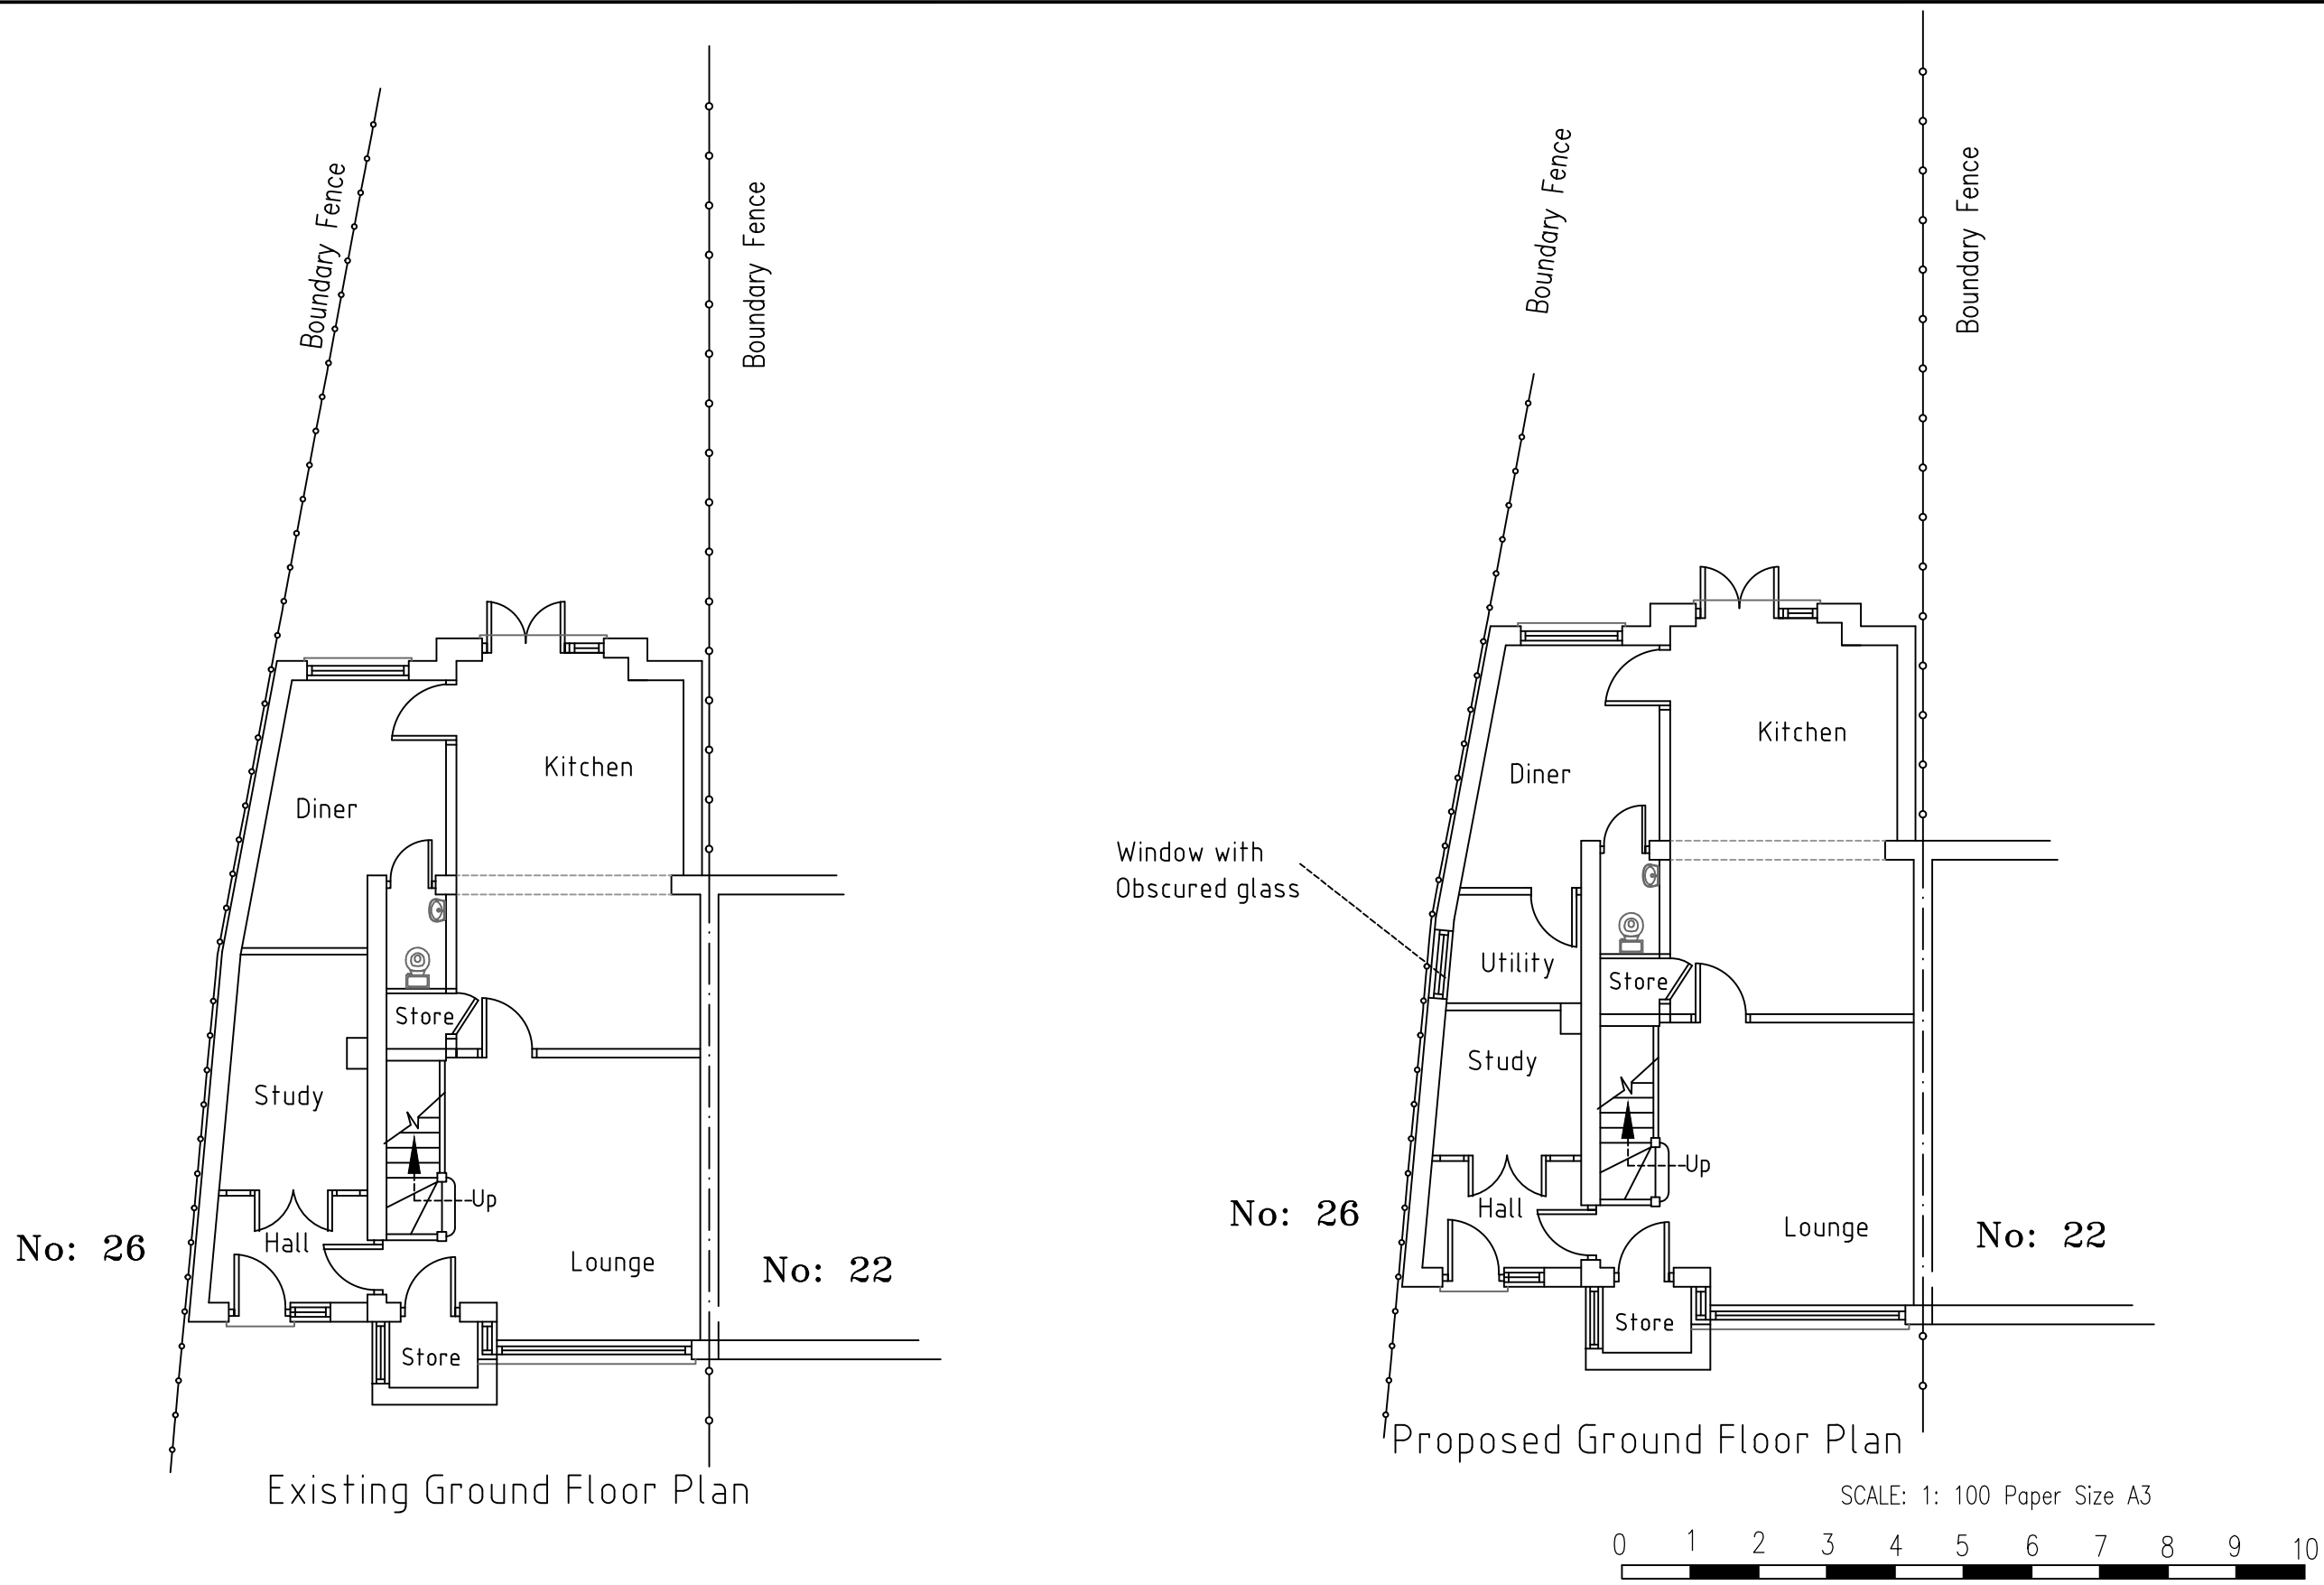 Boundary Fence
Boundary Fence
Kitchen
Diner
Store
Study
Up
Hall
Lounge
No: 26
No: 22
Store
Existing Ground Floor Plan
Boundary Fence
Boundary Fence
Kitchen
Diner
Window with
Obscured glass
Utility
Store
Study
Up
Hall
Lounge
No: 26
No: 22
Store
Proposed Ground Floor Plan
SCALE: 1: 100 Paper Size A3
0 1 2 3 4 5 6 7 8 9 10